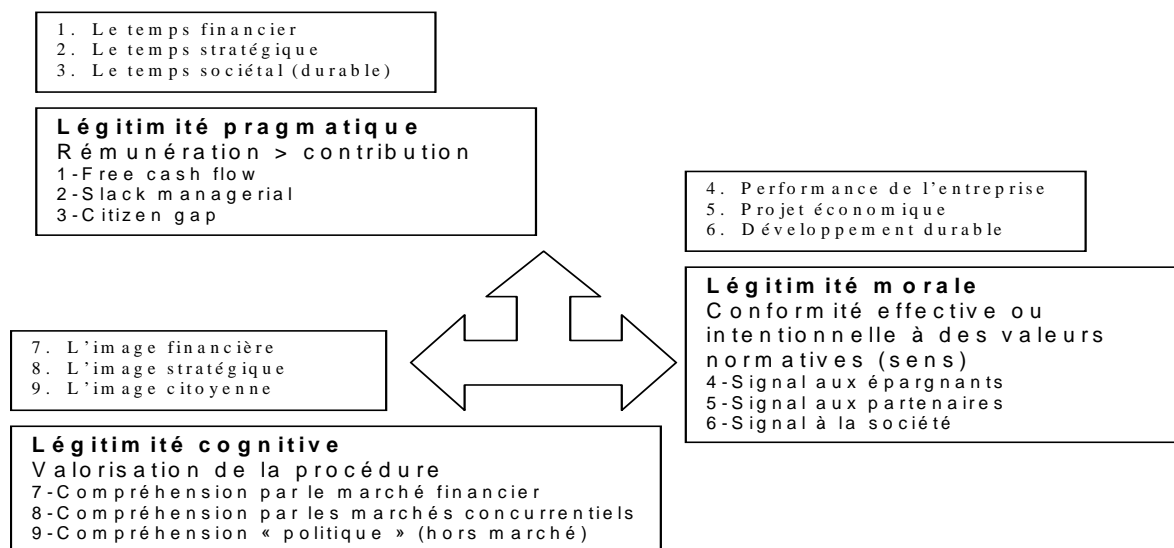 1. Le temps financier
2. Le temps stratégique
3. Le temps sociétal (durable)
Légitimité pragmatique
Rémunération > contribution
1-Free cash flow
2-Slack managerial
3-Citizen gap
4. Performance de l'entreprise
5. Projet économique
6. Développement durable
Légitimité morale
Conformité effective ou
intentionnelle à des valeurs
normatives (sens)
4-Signal aux épargnants
5-Signal aux partenaires
6-Signal à la société
7. L'image financière
8. L'image stratégique
9. L'image citoyenne
Légitimité cognitive
Valorisation de la procédure
7-Compréhension par le marché financier
8-Compréhension par les marchés concurrentiels
9-Compréhension « politique » (hors marché)